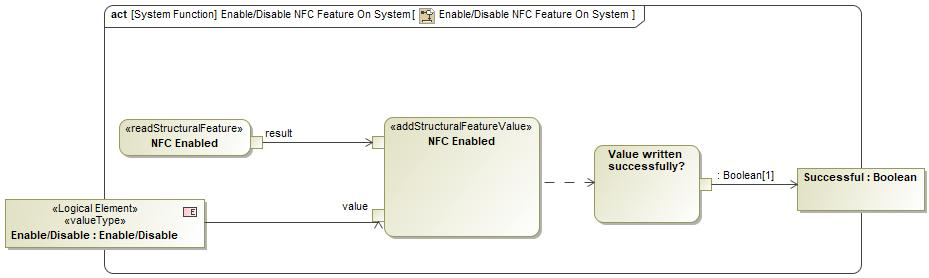 act [System Function] Enable/Disable NFC Feature On System [ Enable/Disable NFC Feature On System ]
«readStructuralFeature»
NFC Enabled
result
«addStructuralFeatureValue»
NFC Enabled
Value written
successfully?
: Boolean[1]
Successful : Boolean
value
«Logical Element»
E
«valueType»
Enable/Disable : Enable/Disable